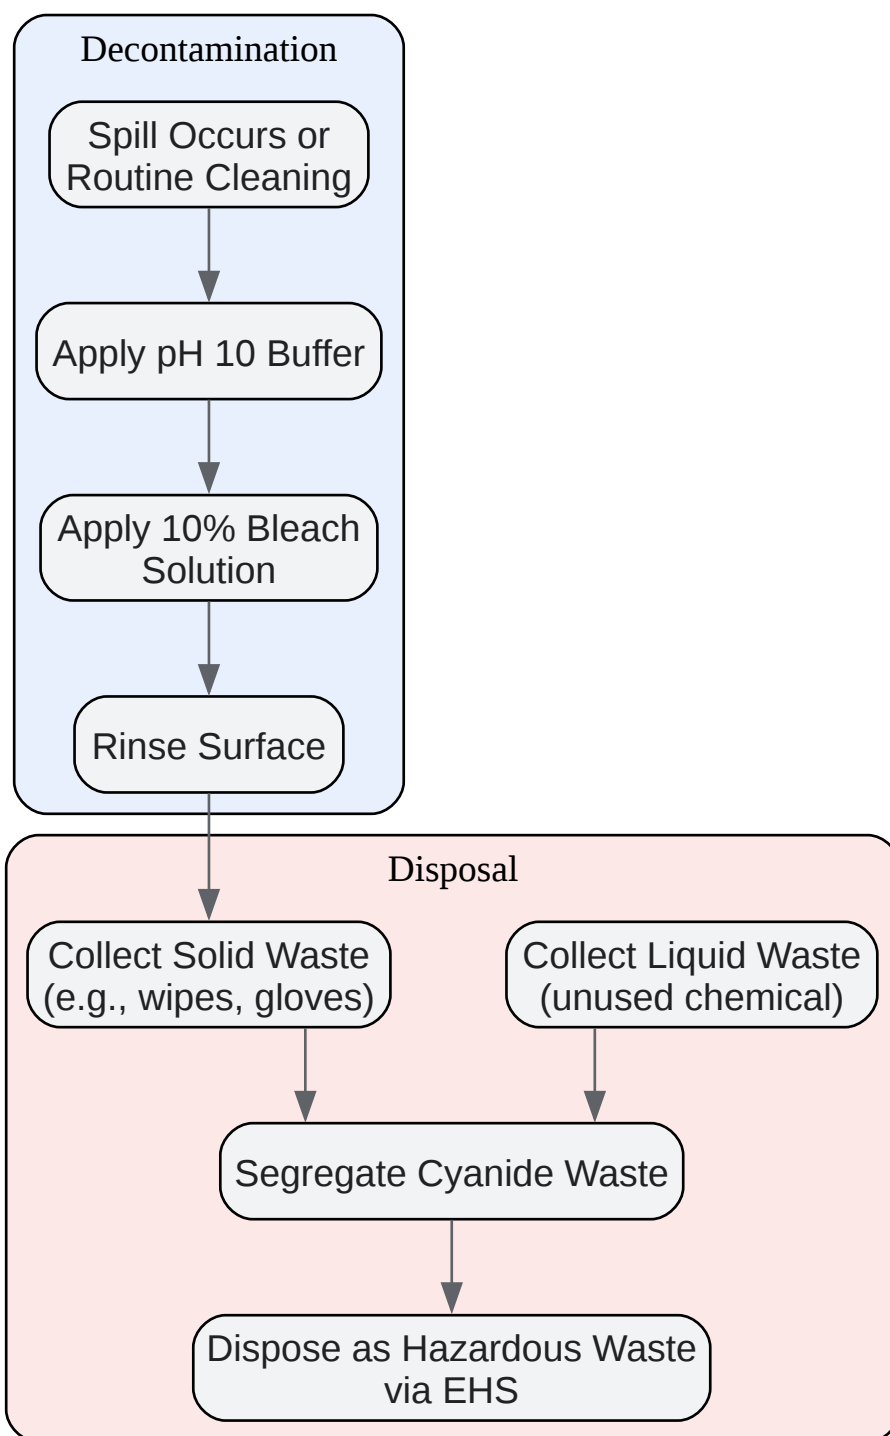 Decontamination
Spill Occurs or
Routine Cleaning
Apply pH 10 Buffer
Apply 10% Bleach
Solution
Rinse Surface
Disposal
Collect Solid Waste
(e.g., wipes, gloves)
Collect Liquid Waste
(unused chemical)
Segregate Cyanide Waste
Dispose as Hazardous Waste
via EHS